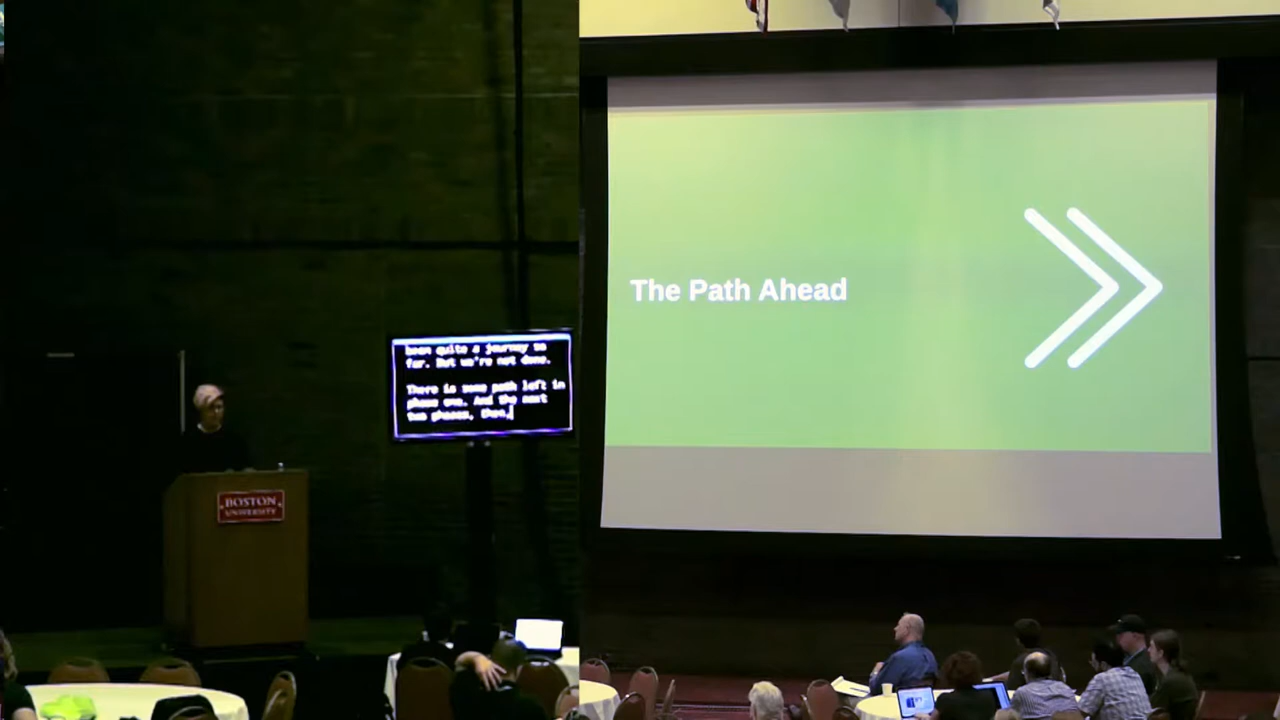 been quite a journey so
far. But we're not done.
There is some path left in
phase one. And the next
two phases, then,
BOSTON
UNIVERSITY
The Path Ahead